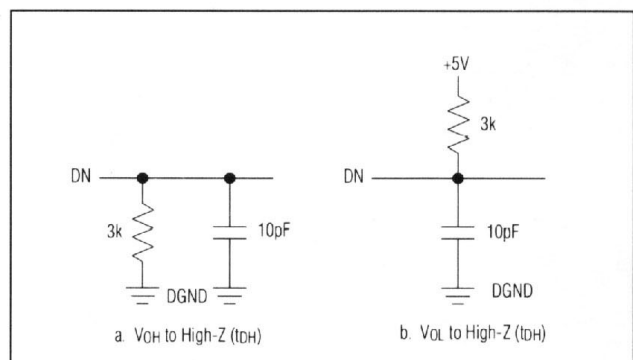 +5V
3k
DN
DN
3k
10pF
10pF
DGND
DGND
a. VOH to High-Z (tDH)
b. VOL to High-Z (tDH)